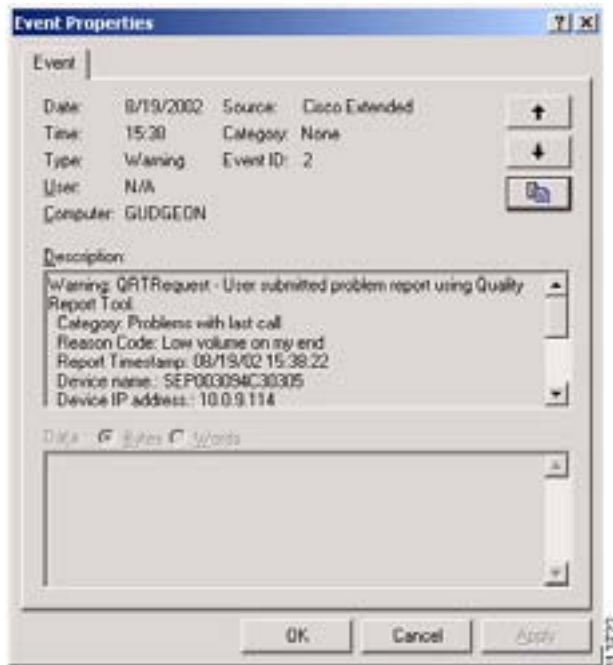 Event Properties
Event
Date: 8/19/2002 Source: Cisco Extended
Time: 15:38 Category: None
Type: Warning Event ID: 2
User: N/A
Computer: GUDGEON
Description:
Warning: QRTRequest - User submitted problem report using Quality
Report Tool.
Category: Problems with last call
Reason Code: Low volume on my end
Report Timestamp: 08/19/02 15:38:22
Device name.: SEP003094C30305
Device IP address.: 10.0.9.114
Data: Bytes Words
OK Cancel Apply